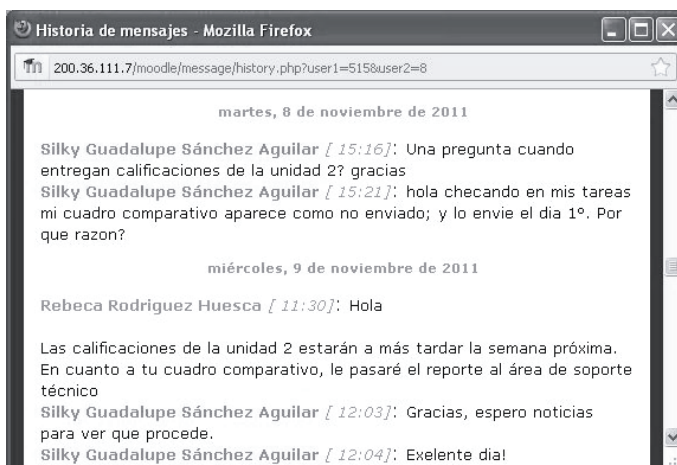 Historia de mensajes - Mozilla Firefox
200.36.111.7/moodle/message/history.php?user1=515&user2=8
martes, 8 de noviembre de 2011
Silky Guadalupe Sánchez Aguilar [ 15:16]: Una pregunta cuando
entregan calificaciones de la unidad 2? gracias
Silky Guadalupe Sánchez Aguilar [ 15:21]: hola checando en mis tareas
mi cuadro comparativo aparece como no enviado; y lo envie el dia 1º. Por
que razon?
miércoles, 9 de noviembre de 2011
Rebeca Rodriguez Huesca [ 11:30]: Hola
Las calificaciones de la unidad 2 estarán a más tardar la semana próxima.
En cuanto a tu cuadro comparativo, le pasaré el reporte al área de soporte
técnico
Silky Guadalupe Sánchez Aguilar [ 12:03]: Gracias, espero noticias
para ver que procede.
Silky Guadalupe Sánchez Aguilar [ 12:04]: Exelente dia!